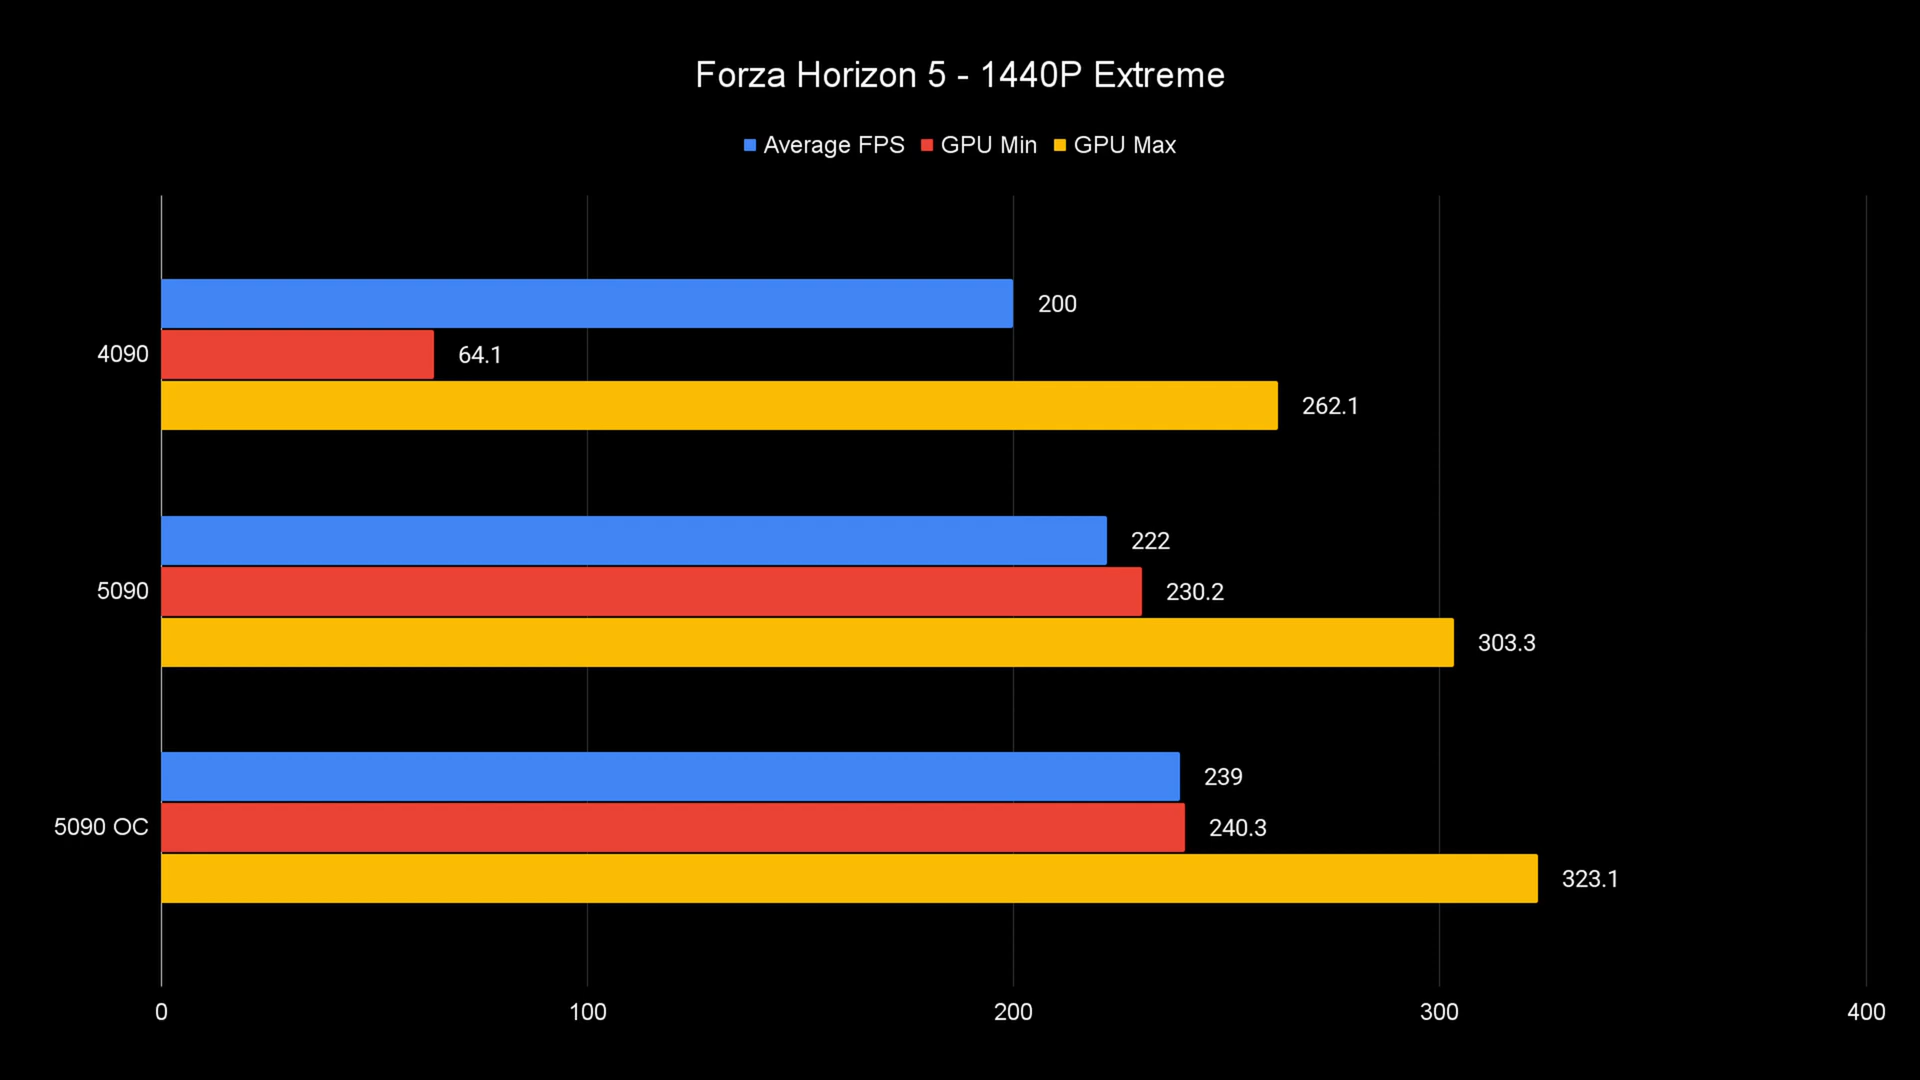 Forza Horizon 5 - 1440P Extreme
Average FPS GPU Min GPU Max
200
4090 64.1
262.1
222
5090 230.2
303.3
239
5090 OC 240.3
323.1
0 100 200 300 400